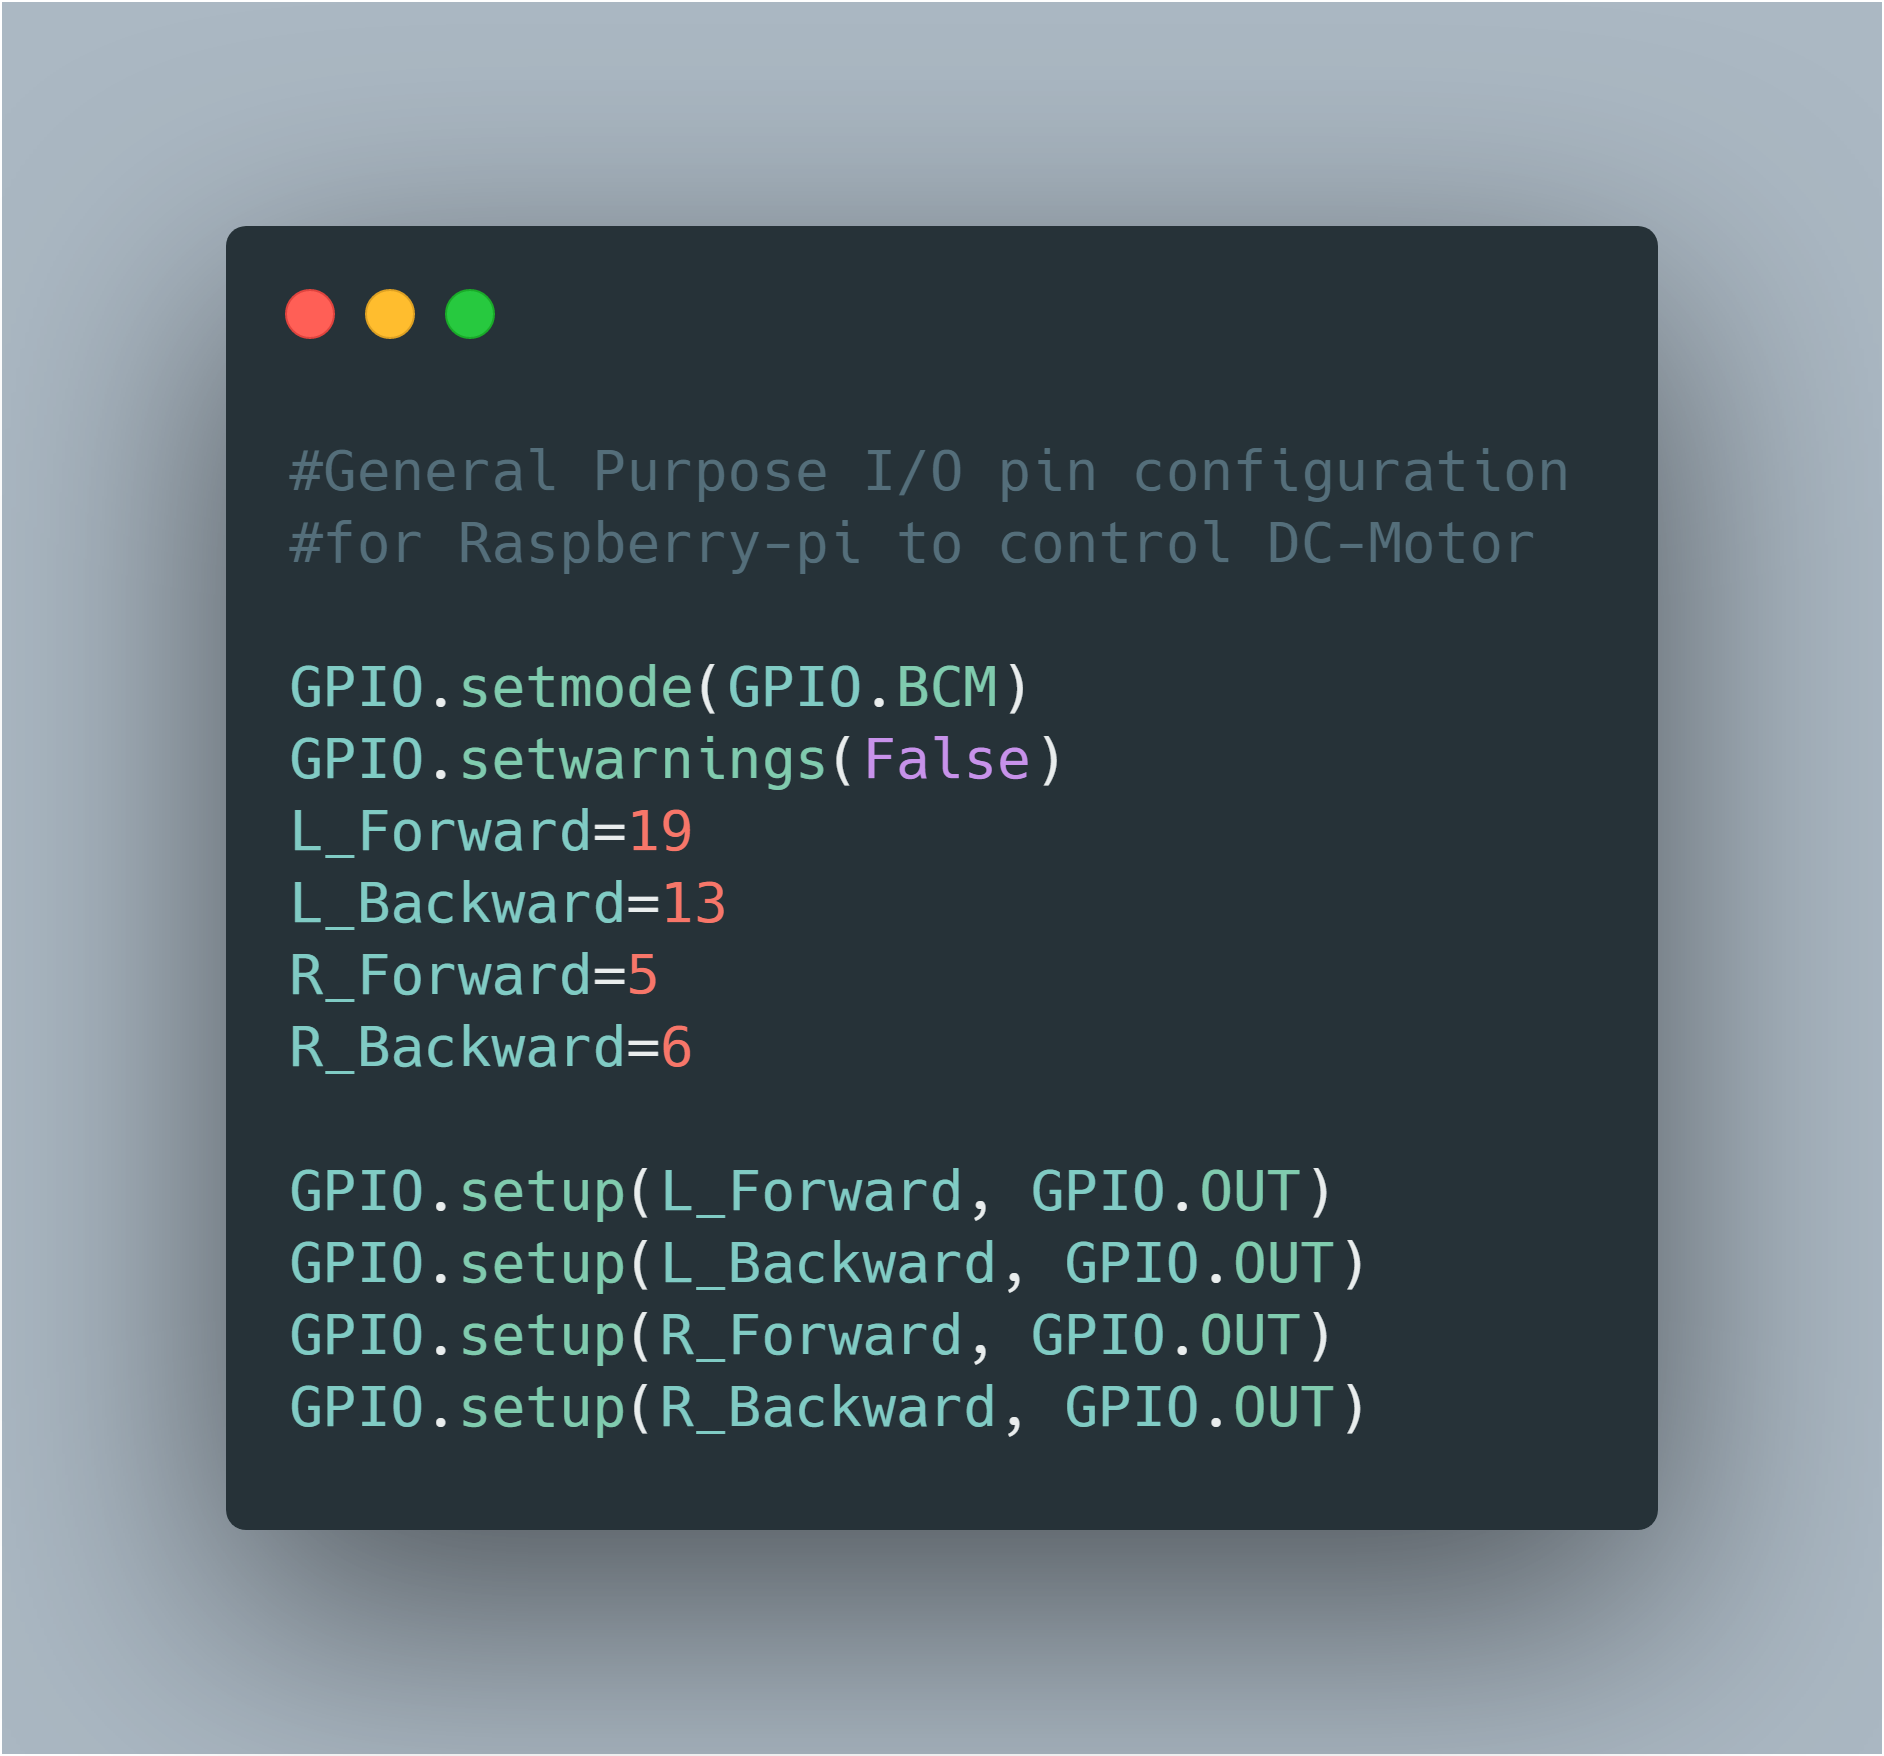 #General Purpose I/O pin configuration
#for Raspberry-pi to control DC-Motor
GPIO.setmode(GPIO.BCM)
GPIO.setwarnings(False)
L_Forward=19
L_Backward=13
R_Forward=5
R_Backward=6
GPIO.setup(L_Forward, GPIO.OUT)
GPIO.setup(L_Backward, GPIO.OUT)
GPIO.setup(R_Forward, GPIO.OUT)
GPIO.setup(R_Backward, GPIO.OUT)